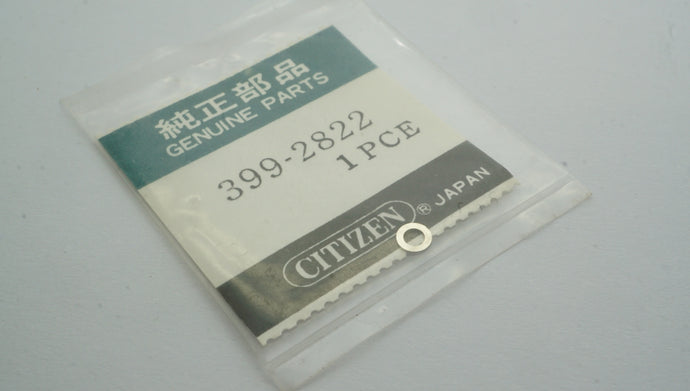 純正部品
GENUINE PARTS
399-2822
1 PCE
CITIZEN ® JAPAN